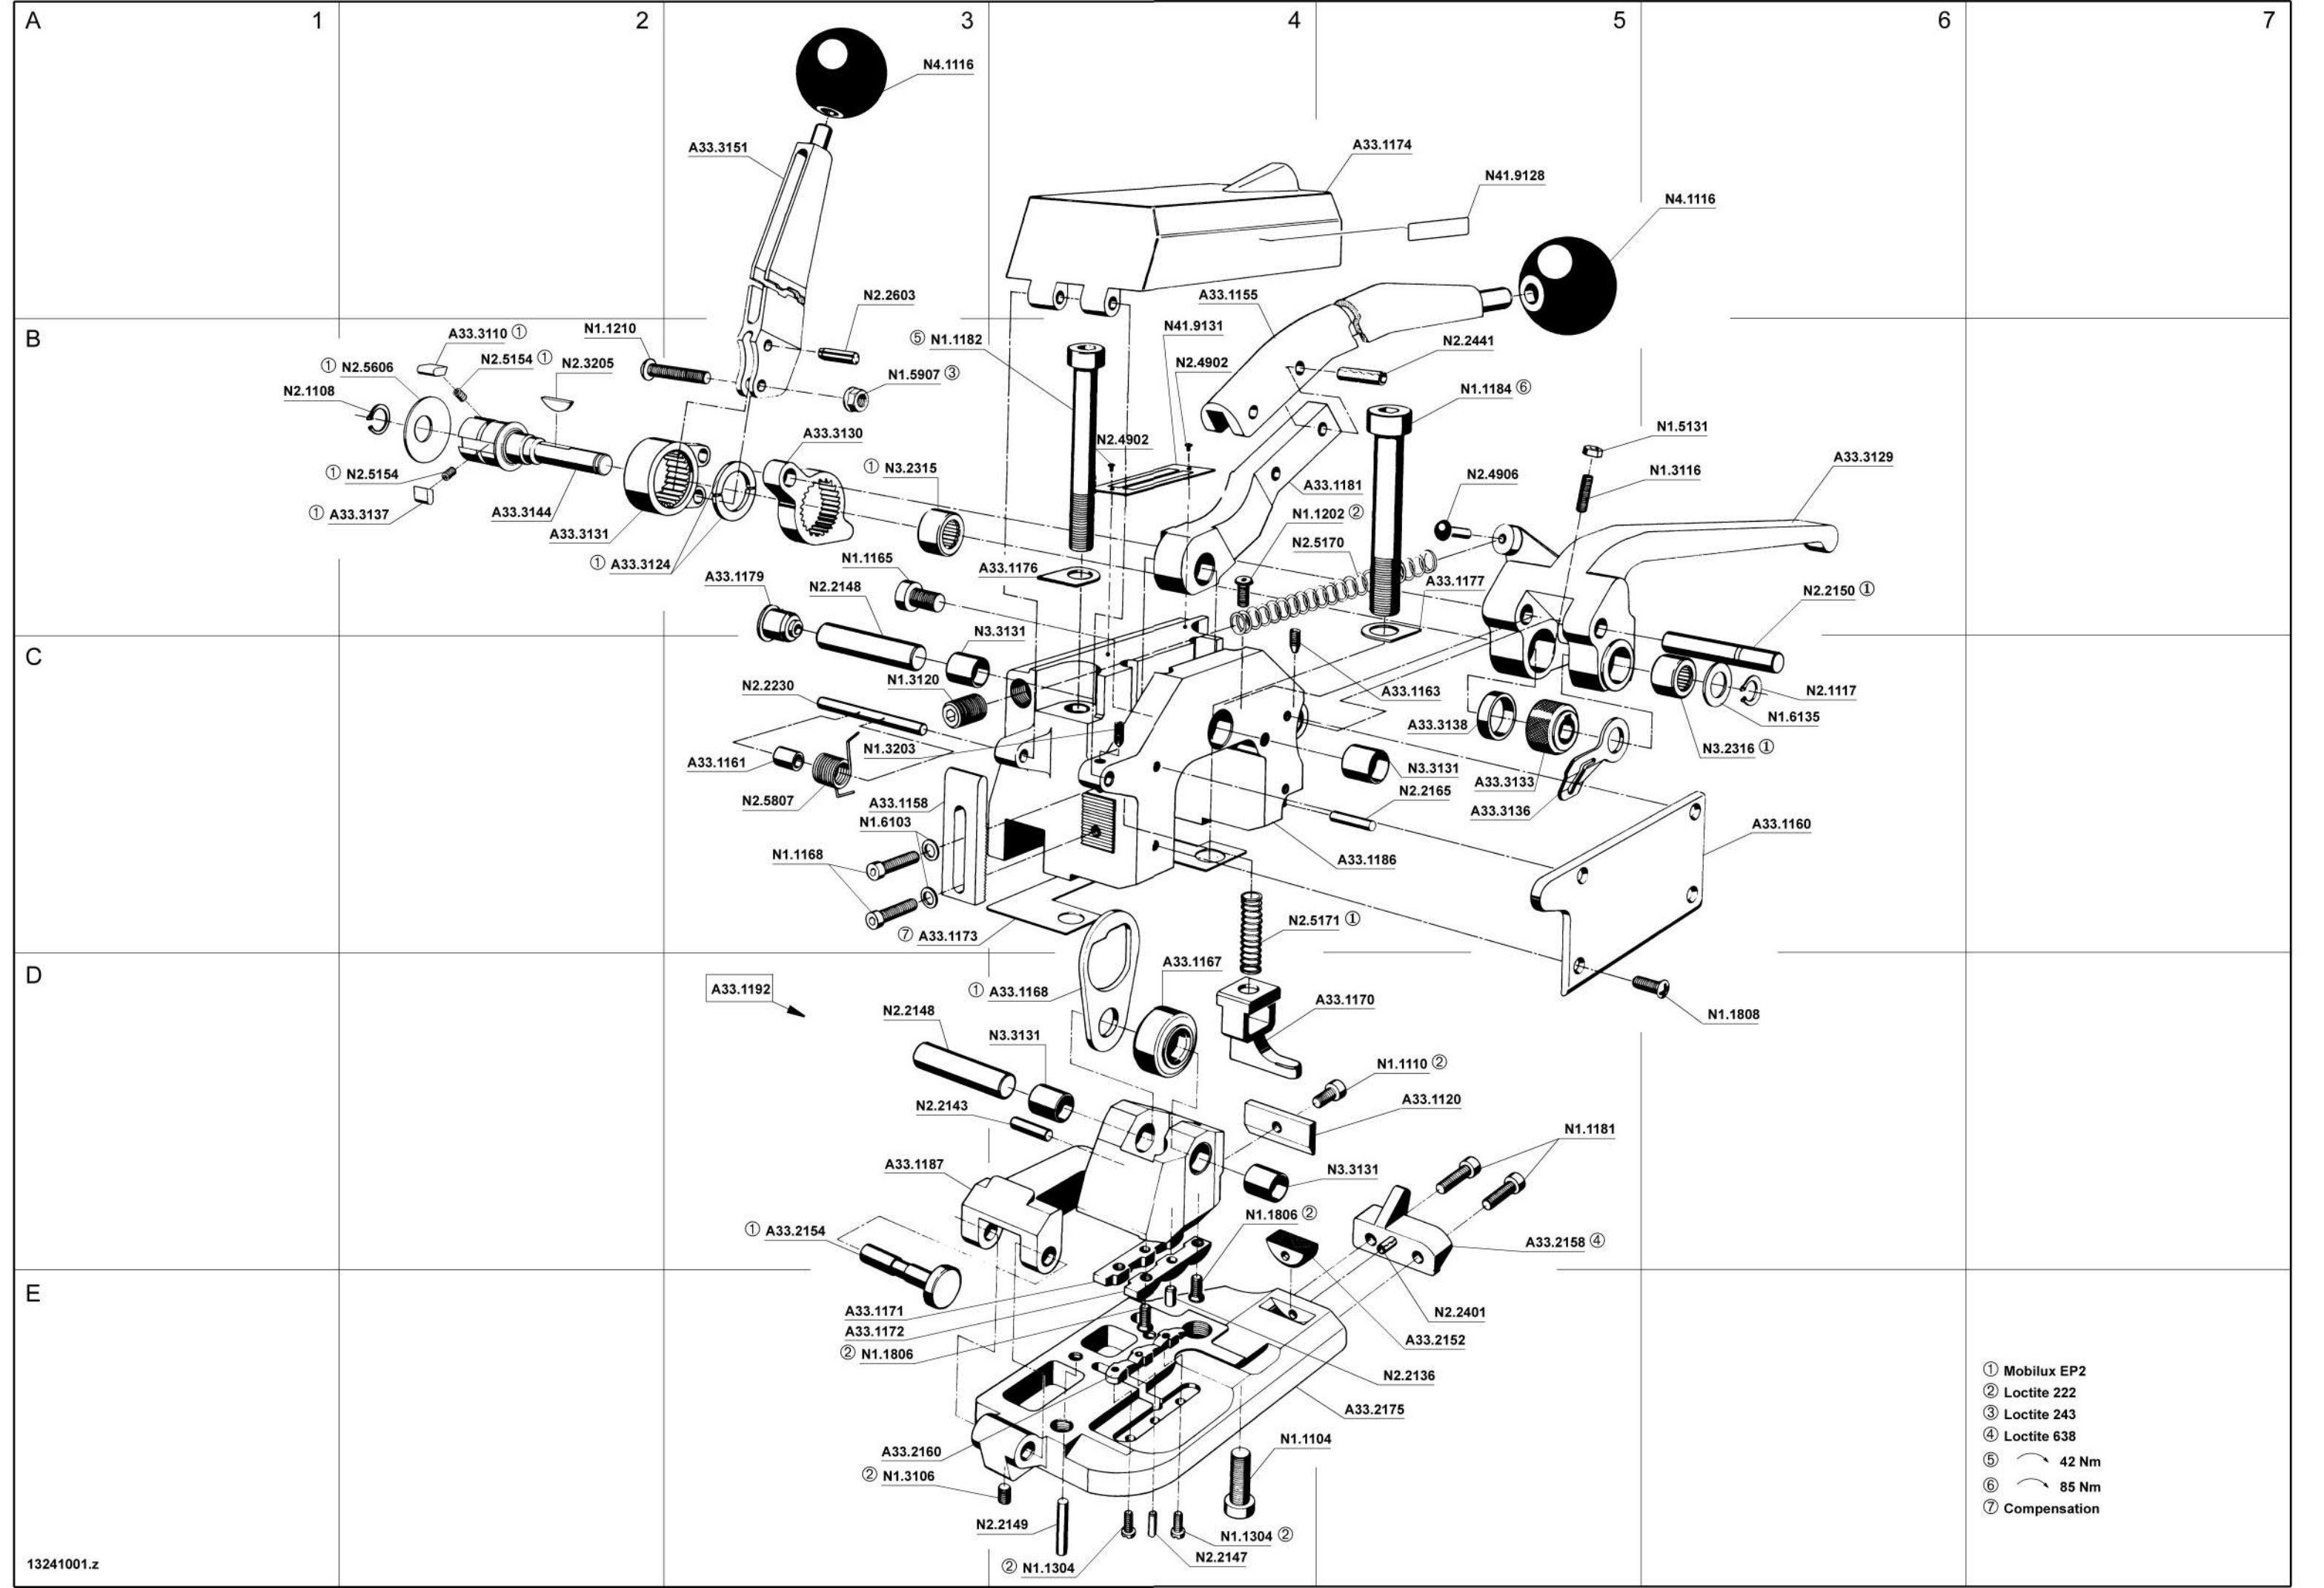 A 1 2 3 4 5 6 7
N4.1116
A33.3151
A33.1174
N41.9128
N4.1116
A33.1155
N2.2603
B
A33.3110 ①
N1.1210
N41.9131
⑤ N1.1182
N2.2441
N2.5154 ①
① N2.5606
N2.3205
N2.4902
N1.5907 ③
N2.1108
N1.1184 ⑥
N1.5131
A33.3130
N2.4902
A33.3129
① N3.2315
① N2.5154
N2.4906
N1.3116
A33.1181
① A33.3137
A33.3144
N1.1202 ②
A33.3131
N2.5170
① A33.3124
N1.1165
A33.1176
A33.1179
A33.1177
N2.2148
N2.2150 ①
N3.3131
C
N1.3120
N2.2230
A33.1163
N2.1117
N1.6135
A33.3138
N1.3203
N3.2316 ①
A33.1161
N3.3131
A33.3133
N2.5807
A33.1158
N2.2165
A33.3136
N1.6103
A33.1160
N1.1168
A33.1186
N2.5171 ①
⑦ A33.1173
A33.1167
D
A33.1192
① A33.1168
A33.1170
N2.2148
N1.1808
N3.3131
N1.1110 ②
A33.1120
N2.2143
N1.1181
A33.1187
N3.3131
N1.1806 ②
① A33.2154
A33.2158 ④
E
A33.1171
N2.2401
A33.1172
A33.2152
② N1.1806
N2.2136
① Mobilux EP2
② Loctite 222
A33.2175
③ Loctite 243
④ Loctite 638
N1.1104
A33.2160
⑤ 42 Nm
② N1.3106
⑥ 85 Nm
⑦ Compensation
N2.2149
N1.1304 ②
N2.2147
② N1.1304
13241001.z